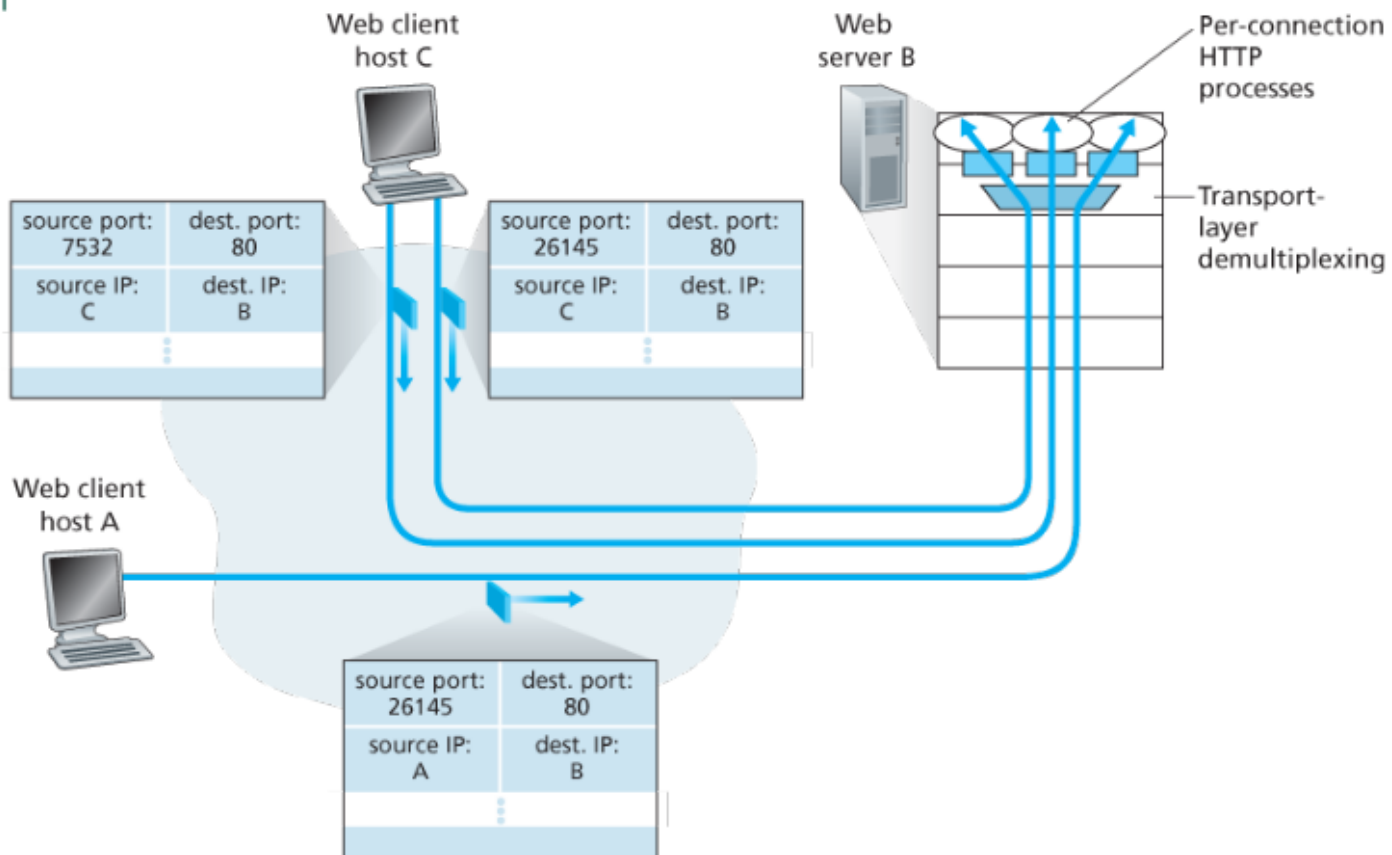 Web client
host C
Web
server B
Per-connection
HTTP
processes
Transport-
layer
demultiplexing
source port:
7532
dest. port:
80
source IP:
C
dest. IP:
B
source port:
26145
dest. port:
80
source IP:
C
dest. IP:
B
Web client
host A
source port:
26145
dest. port:
80
source IP:
A
dest. IP:
B